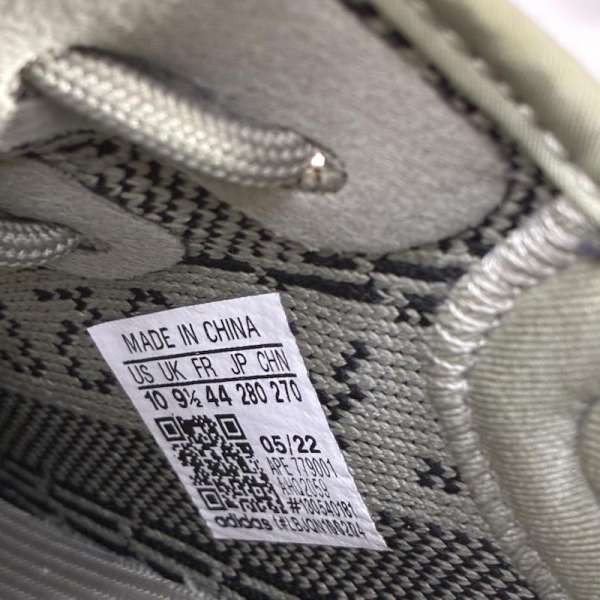 MADE IN CHINA
US UK FR JP CHN
10 9½ 44 280 270
05/22
APE 779001
#130540181
adidas